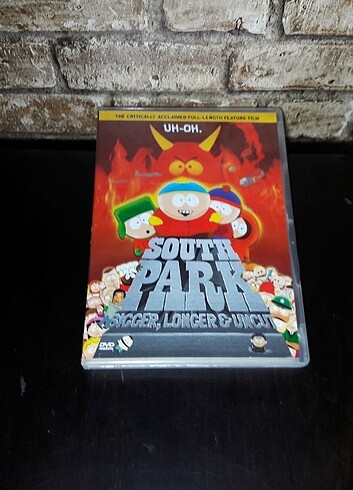 THE CRITICALLY ACCLAIMED FULL-LENGTH FEATURE FILM
UH-OH.
SOUTH
PARK
BIGGER, LONGER & UNCUT
DVD